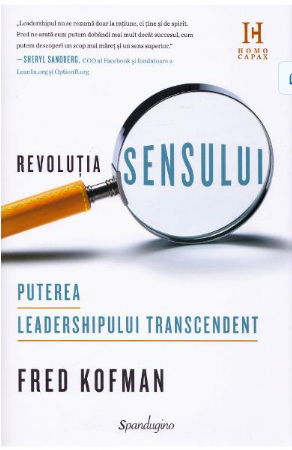 „Leadershipul nu se rezumă doar la rațiune, ci ține și de spirit.
Fred ne arată cum putem dobândi mai mult decât succesul, cum
putem descoperi un scop mai măreț și un sens superior.”
—SHERYL SANDBERG, COO al Facebook și fondatoare a
LeanIn.org și OptionB.org
H
HOMO
CAPAX
REVOLUȚIA
SENSULUI
PUTEREA
LEADERSHIPULUI TRANSCENDENT
FRED KOFMAN
Spandugino